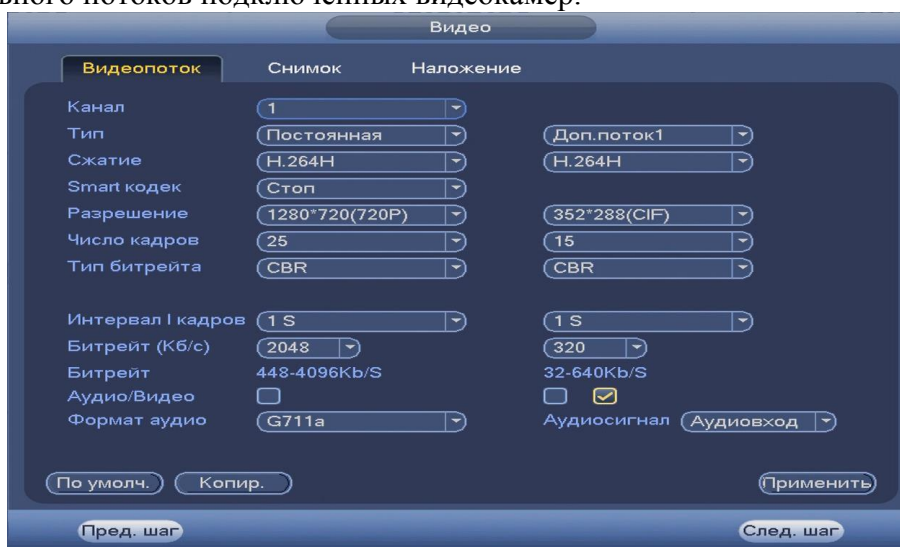 ьного потоков подключенных видеокамер.
Видео
Видеопоток Снимок Наложение
Канал 1
Тип Постоянная Доп.поток1
Сжатие H.264H H.264H
Smart кодек Стоп
Разрешение 1280*720(720P) 352*288(CIF)
Число кадров 25 15
Тип битрейта CBR CBR
Интервал I кадров 1 S 1 S
Битрейт (Кб/с) 2048 320
Битрейт 448-4096Kb/S 32-640Kb/S
Аудио/Видео
Формат аудио G711a Аудиосигнал Аудиовход
По умолч. Копир. Применить
Пред. шаг След. шаг